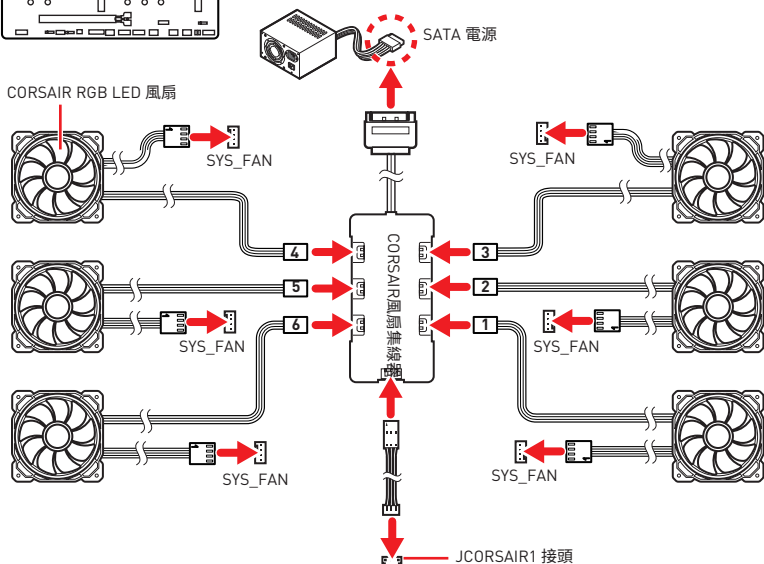 SATA 電源
CORSAIR RGB LED 風扇
SYS_FAN
SYS_FAN
4
3
CORSAIR風扇集線器
5
2
6
1
SYS_FAN
SYS_FAN
SYS_FAN
SYS_FAN
JCORSAIR1 接頭